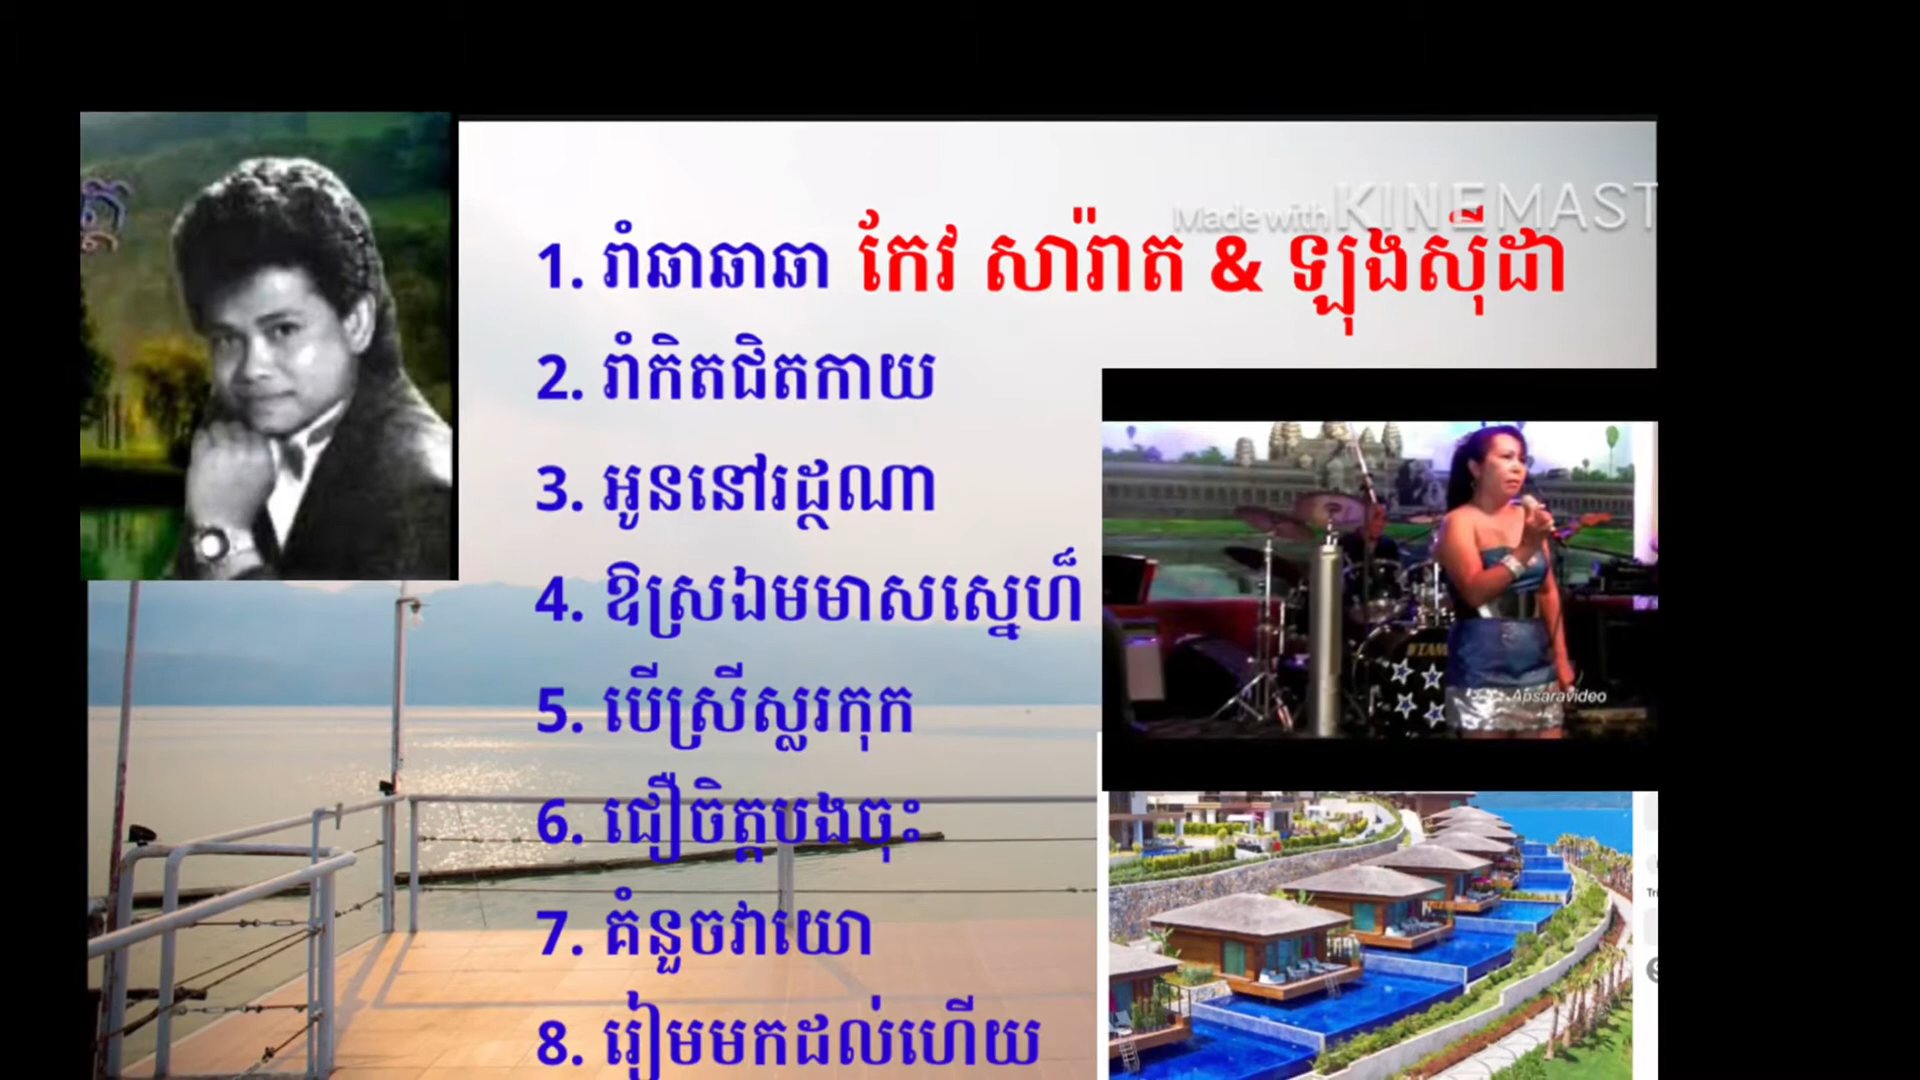 Made with KINEMAST
1. រាំឆាឆាឆា កែវ សារ៉ាត & ឡុងស៊ីដា
2. រាំកិតជិតកាយ
3. អូននៅរដ្ឋណា
4. ឱស្រឯមមាសស្នេហ៍
5. បើស្រីស្លរកុក
6. ជឿចិត្តបងចុះ
7. គំនួចវាយោ
8. រៀមមកដល់ហើយ
TAMA
Apsaravideo